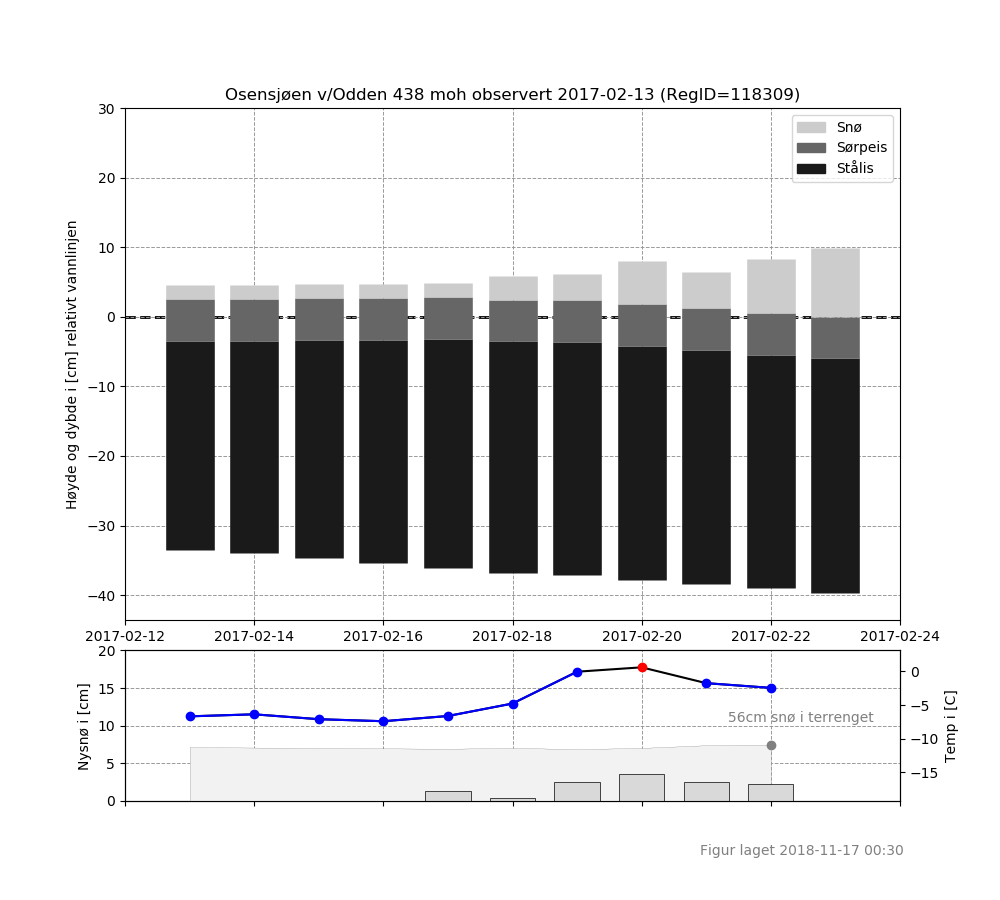 Osensjøen v/Odden 438 moh observert 2017-02-13 (RegID=118309)
Snø
Sørpeis
Stålis
Høyde og dybde i [cm] relativt vannlinjen
30
20
10
0
−10
−20
−30
−40
2017-02-12 2017-02-14 2017-02-16 2017-02-18 2017-02-20 2017-02-22 2017-02-24
Nysnø i [cm]
20
15
10
5
0
56cm snø i terrenget
0
−5
−10
−15
Temp i [C]
Figur laget 2018-11-17 00:30